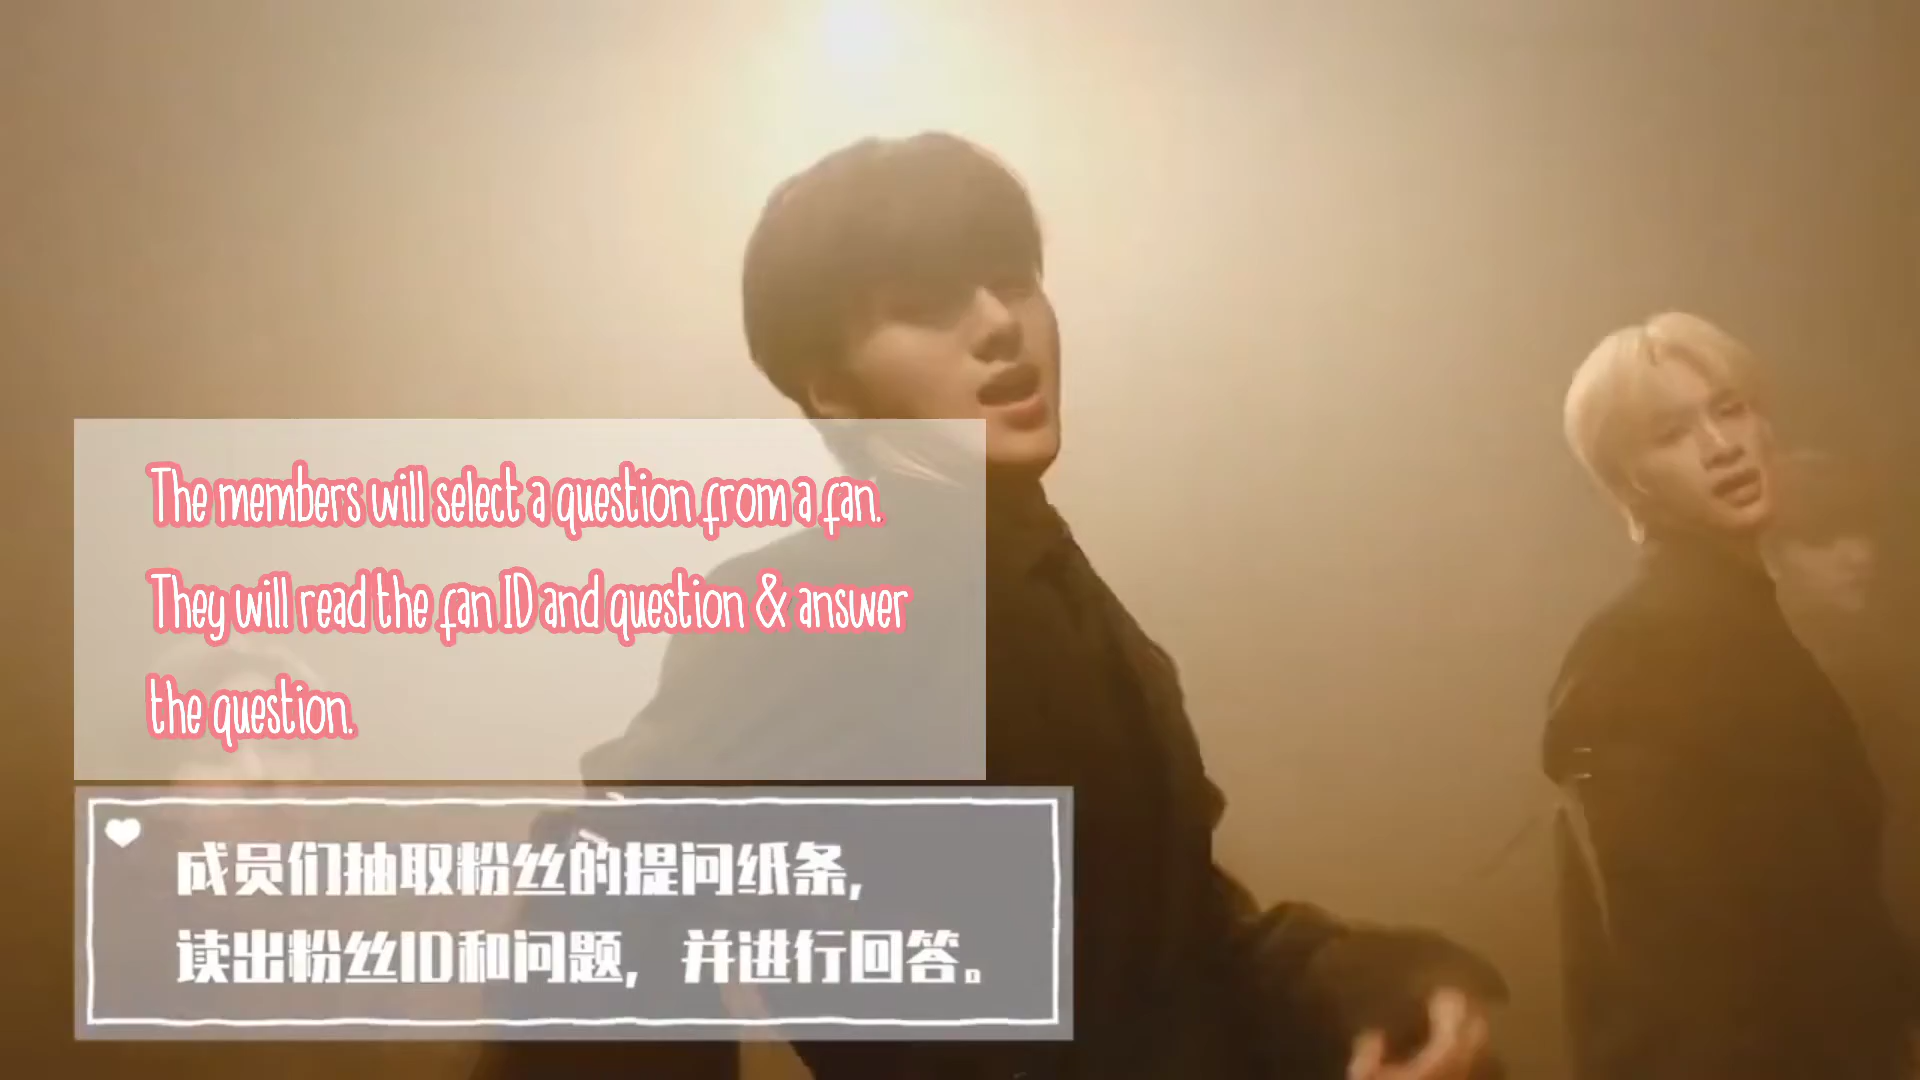 The members will select a question from a fan.
They will read the fan ID and question & answer
the question.
成员们抽取粉丝的提问纸条,
读出粉丝ID和问题, 并进行回答。